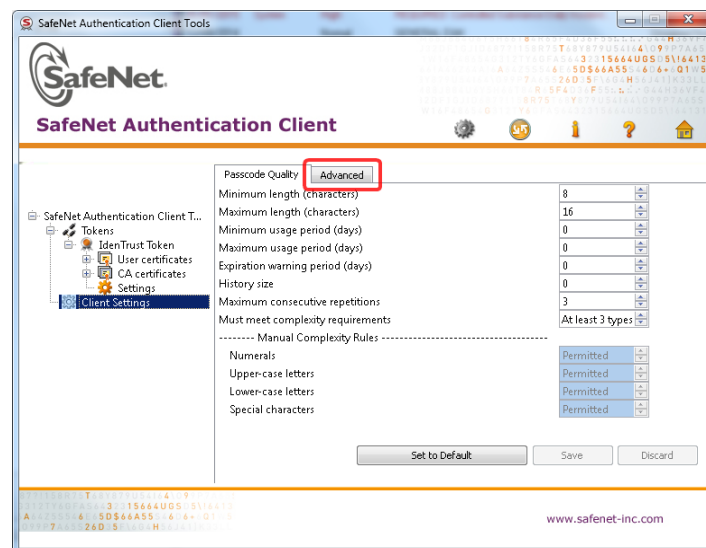 SafeNet Authentication Client Tools
SafeNet.
SafeNet Authentication Client
Passcode Quality
Advanced
SafeNet Authentication Client T...
Tokens
IdenTrust Token
User certificates
CA certificates
Settings
Client Settings
Minimum length (characters) 8
Maximum length (characters) 16
Minimum usage period (days) 0
Maximum usage period (days) 0
Expiration warning period (days) 0
History size 0
Maximum consecutive repetitions 3
Must meet complexity requirements At least 3 types
-------- Manual Complexity Rules --------
Numerals Permitted
Upper-case letters Permitted
Lower-case letters Permitted
Special characters Permitted
Set to Default
Save
Discard
www.safenet-inc.com